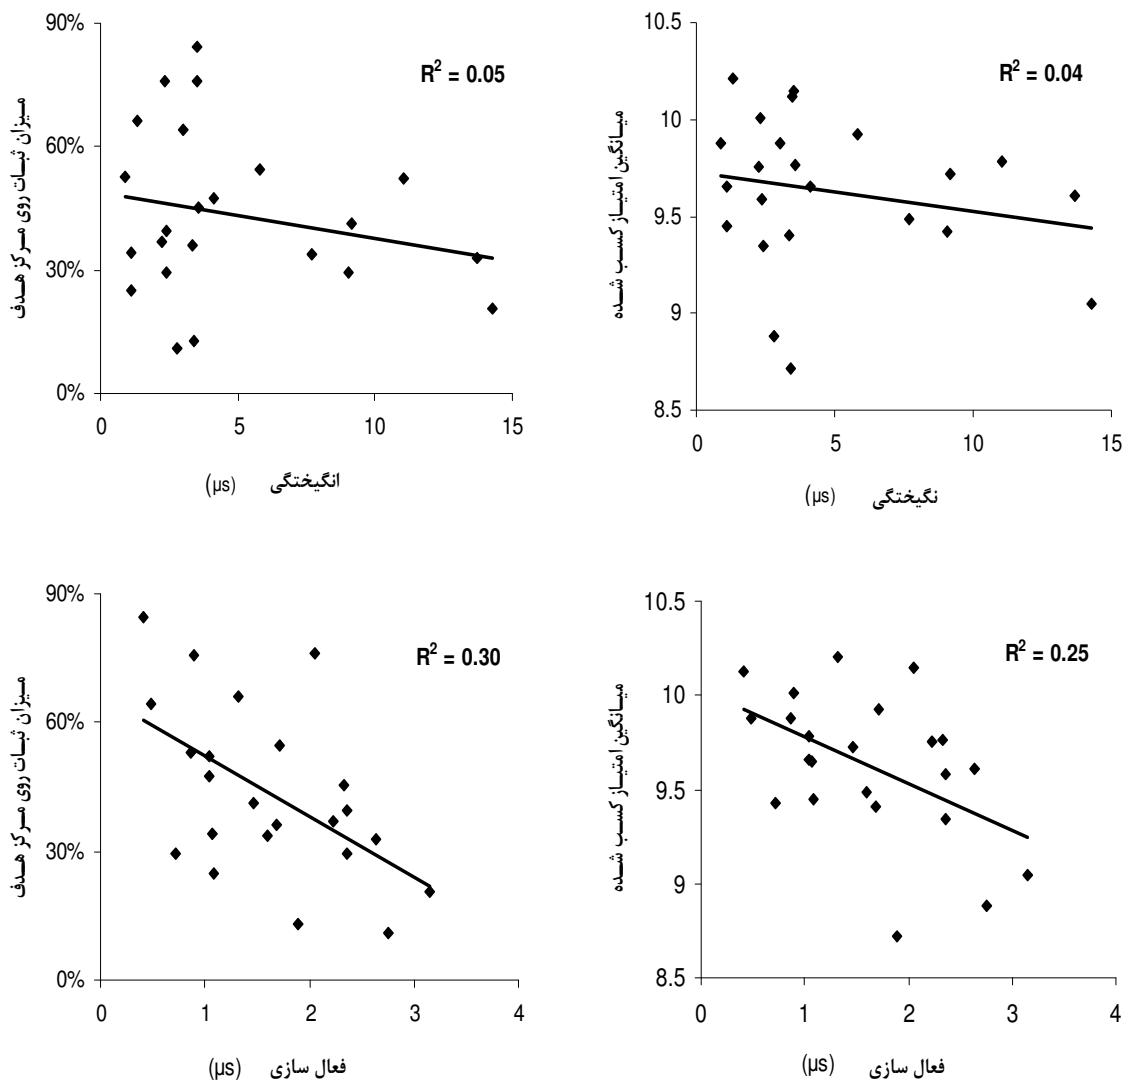 90%
60%
30%
0%
میزان ثبات روی مرکز هدف
R² = 0.05
0 5 10 15
انگیختگی (µs)
10.5
10
9.5
9
8.5
میانگین امتیاز کسب شده
R² = 0.04
0 5 10 15
نگیختگی (µs)
90%
60%
30%
0%
میزان ثبات روی مرکز هدف
R² = 0.30
0 1 2 3 4
فعال سازی (µs)
10.5
10
9.5
9
8.5
میانگین امتیاز کسب شده
R² = 0.25
0 1 2 3 4
فعال سازی (µs)